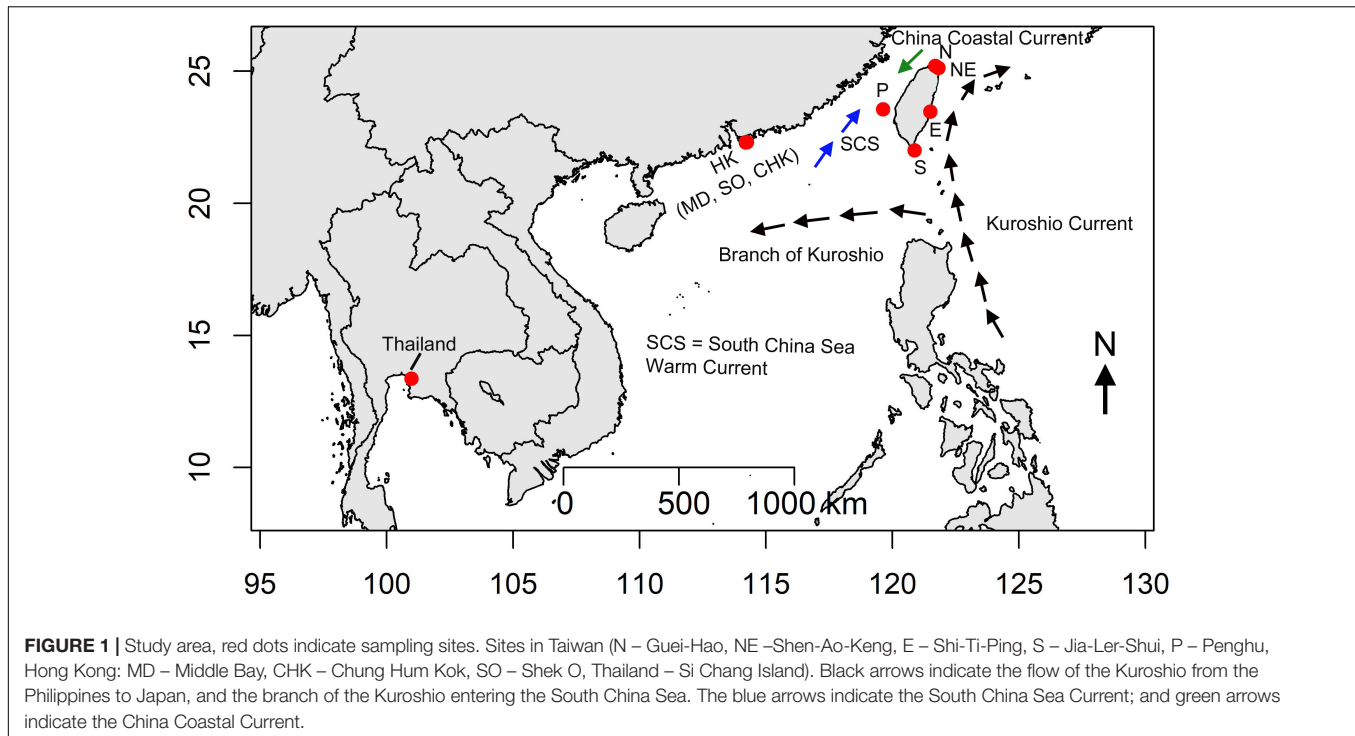 China Coastal Current
N
NE
P
E
SCS
S
HK
(MD, SO, CHK)
Kuroshio Current
Branch of Kuroshio
SCS = South China Sea
Warm Current
Thailand
N
25
20
15
10
0 500 1000 km
95 100 105 110 115 120 125 130
FIGURE 1 | Study area, red dots indicate sampling sites. Sites in Taiwan (N – Guei-Hao, NE –Shen-Ao-Keng, E – Shi-Ti-Ping, S – Jia-Ler-Shui, P – Penghu,
Hong Kong: MD – Middle Bay, CHK – Chung Hum Kok, SO – Shek O, Thailand – Si Chang Island). Black arrows indicate the flow of the Kuroshio from the
Philippines to Japan, and the branch of the Kuroshio entering the South China Sea. The blue arrows indicate the South China Sea Current; and green arrows
indicate the China Coastal Current.